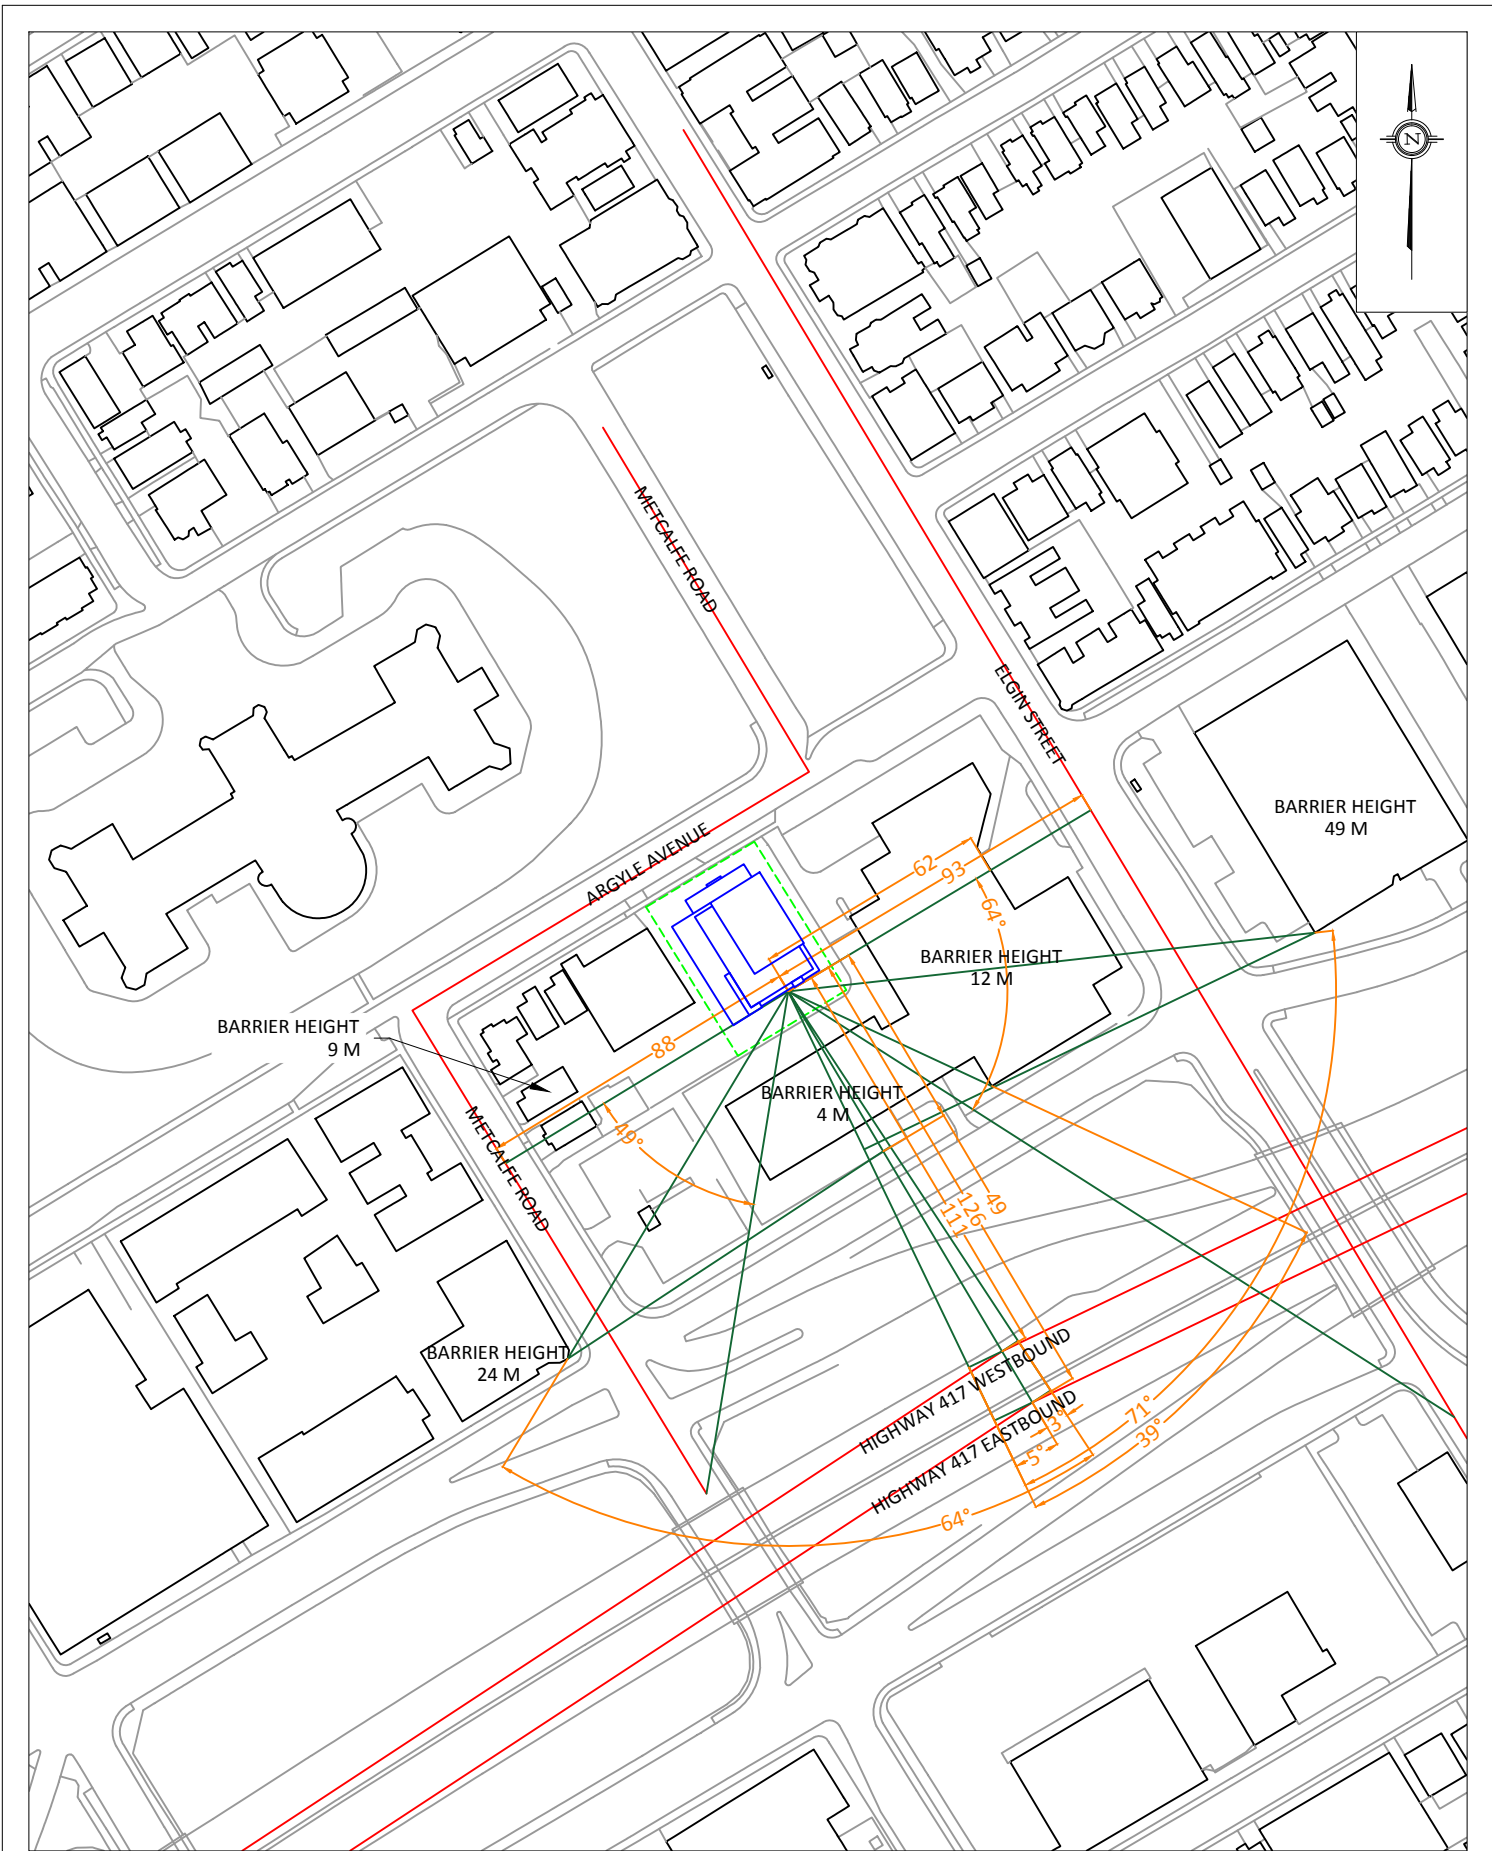 N
METCALFE ROAD
ELGIN STREET
BARRIER HEIGHT
49 M
ARGYLE AVENUE
62
93
64°
BARRIER HEIGHT
12 M
BARRIER HEIGHT
9 M
88
BARRIER HEIGHT
4 M
49°
METCALFE ROAD
49
126
111
BARRIER HEIGHT
24 M
HIGHWAY 417 WESTBOUND
HIGHWAY 417 EASTBOUND
3°
71°
39°
5°
64°